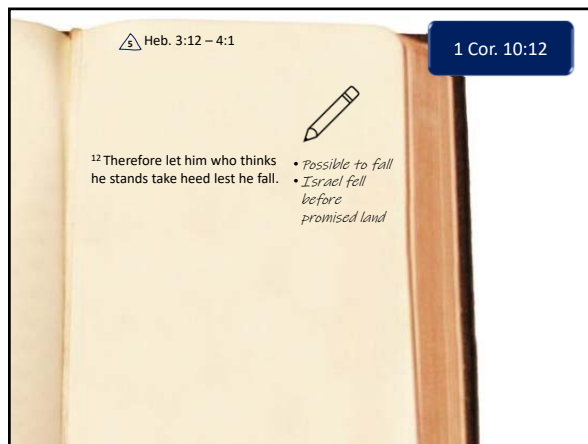 5 Heb. 3:12 – 4:1
1 Cor. 10:12
12 Therefore let him who thinks
he stands take heed lest he fall.
• Possible to fall
• Israel fell
before
promised land